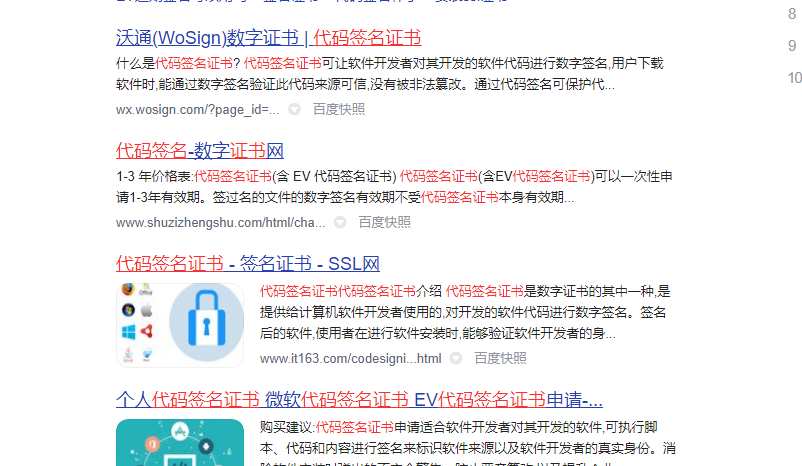 沃通(WoSign)数字证书 | 代码签名证书
什么是代码签名证书? 代码签名证书可让软件开发者对其开发的软件代码进行数字签名,用户下载
软件时,能通过数字签名验证此代码来源可信,没有被非法篡改。通过代码签名可保护代...
wx.wosign.com/?page_id=... 百度快照
代码签名-数字证书网
1-3 年价格表:代码签名证书(含 EV 代码签名证书) 代码签名证书(含EV代码签名证书)可以一次性申
请1-3年有效期。签过名的文件的数字签名有效期不受代码签名证书本身有效期...
www.shuzizhengshu.com/html/cha... 百度快照
代码签名证书 - 签名证书 - SSL网
代码签名证书代码签名证书介绍 代码签名证书是数字证书的其中一种,是
提供给计算机软件开发者使用的,对开发的软件代码进行数字签名。签名
后的软件,使用者在进行软件安装时,能够验证软件开发者的身...
www.it163.com/codesigni...html 百度快照
个人代码签名证书 微软代码签名证书 EV代码签名证书申请-...
购买建议:代码签名证书申请适合软件开发者对其开发的软件,可执行脚
本、代码和内容进行签名来标识软件来源以及软件开发者的真实身份。消
8
9
10